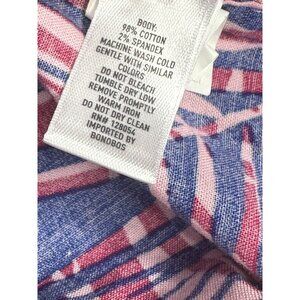 BODY:
98% COTTON
2% SPANDEX
MACHINE WASH COLD
GENTLE WITH SIMILAR
COLORS
DO NOT BLEACH
TUMBLE DRY LOW
REMOVE PROMPTLY
WARM IRON
DO NOT DRY CLEAN
RN# 128054
IMPORTED BY
BONOBOS